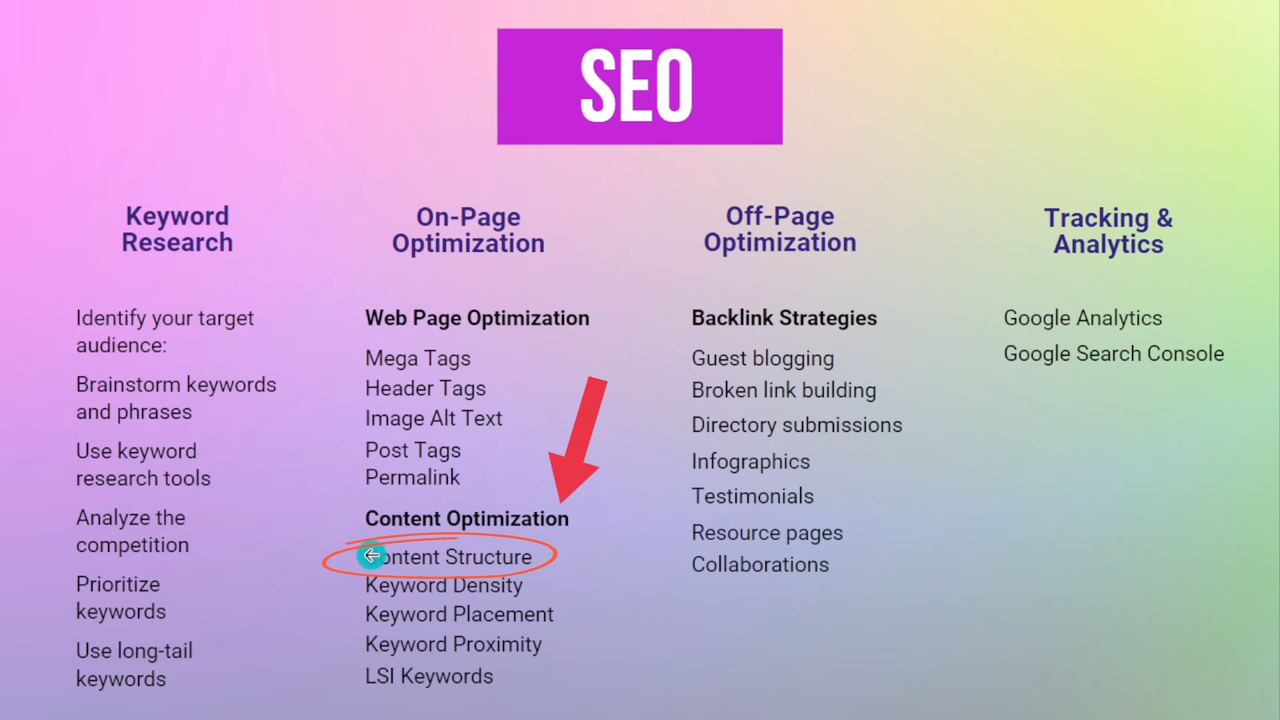 SEO
Keyword
Research
Identify your target
audience:
Brainstorm keywords
and phrases
Use keyword
research tools
Analyze the
competition
Prioritize
keywords
Use long-tail
keywords
On-Page
Optimization
Web Page Optimization
Mega Tags
Header Tags
Image Alt Text
Post Tags
Permalink
Content Optimization
Content Structure
Keyword Density
Keyword Placement
Keyword Proximity
LSI Keywords
Off-Page
Optimization
Backlink Strategies
Guest blogging
Broken link building
Directory submissions
Infographics
Testimonials
Resource pages
Collaborations
Tracking &
Analytics
Google Analytics
Google Search Console